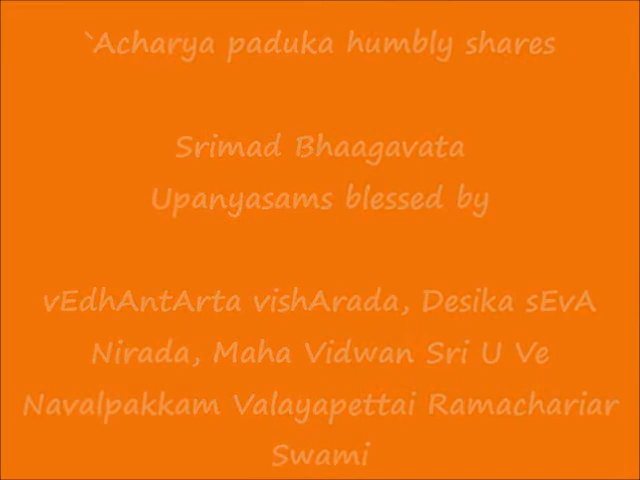 `Acharya paduka humbly shares
Srimad Bhaagavata
Upanyasams blessed by
vEdhAntArta vishArada, Desika sEvA
Nirada, Maha Vidwan Sri U Ve
Navalpakkam Valayapettai Ramachariar
Swami